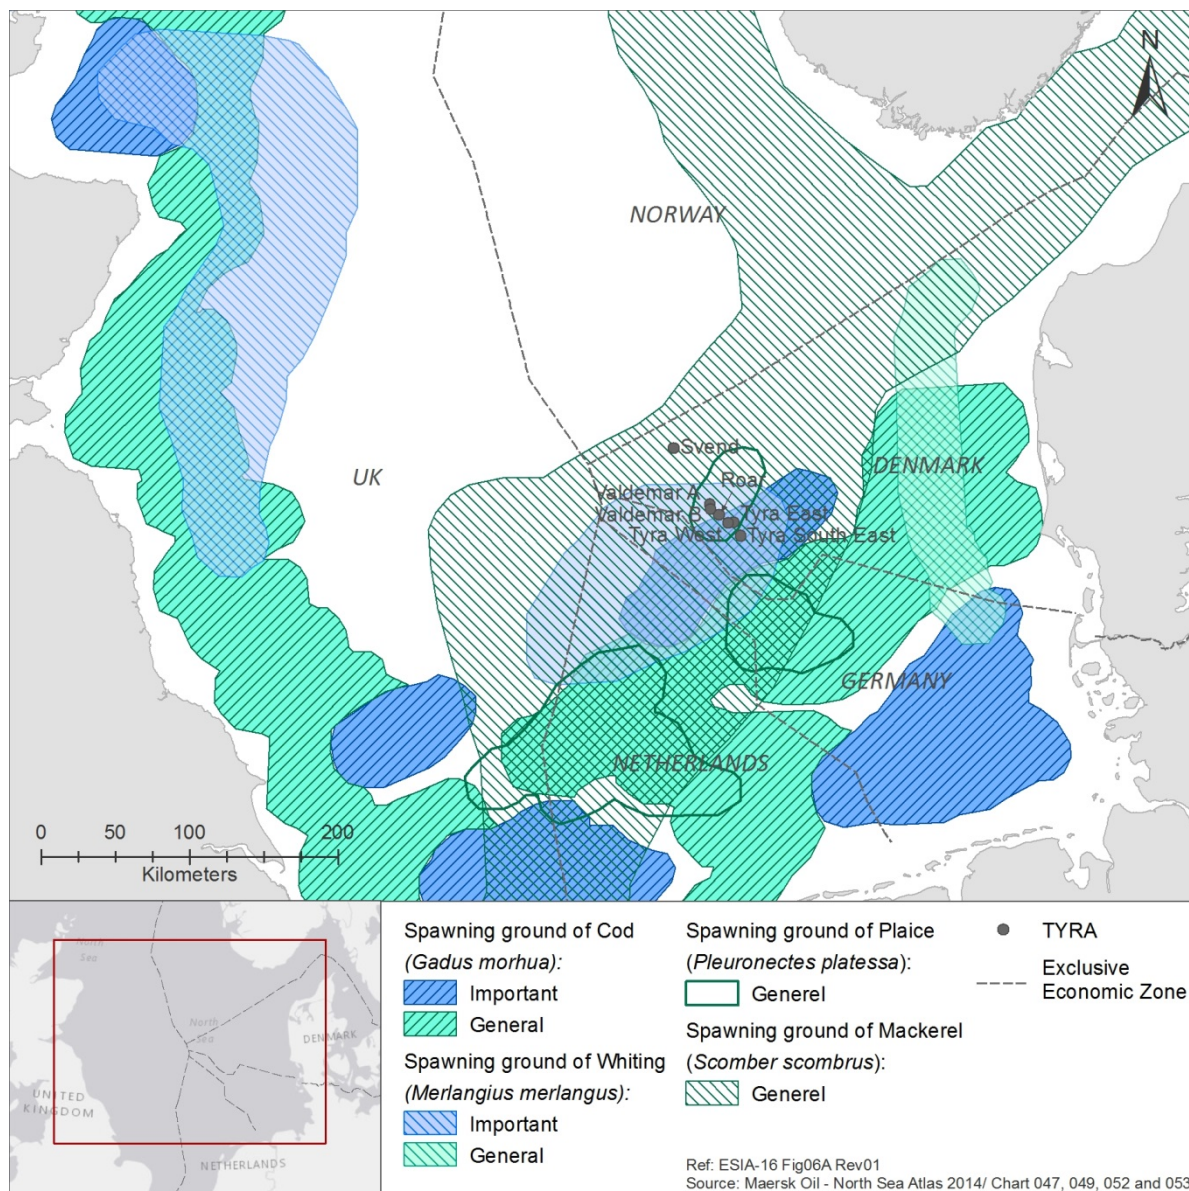 N
NORWAY
Svend
UK
DENMARK
Roar
Valdemar A
Valdemar B
Tyra East
Tyra West
Tyra South East
GERMANY
NETHERLANDS
0 50 100 200
Kilometers
North
Sea
North
Sea
DENMARK
UNITED
KINGDOM
NETHERLANDS
Spawning ground of Cod
(Gadus morhua):
Important
General
Spawning ground of Whiting
(Merlangius merlangus):
Important
General
Spawning ground of Plaice
(Pleuronectes platessa):
Generel
Spawning ground of Mackerel
(Scomber scombrus):
Generel
TYRA
Exclusive
Economic Zone
Ref: ESIA-16 Fig06A Rev01
Source: Maersk Oil - North Sea Atlas 2014/ Chart 047, 049, 052 and 053